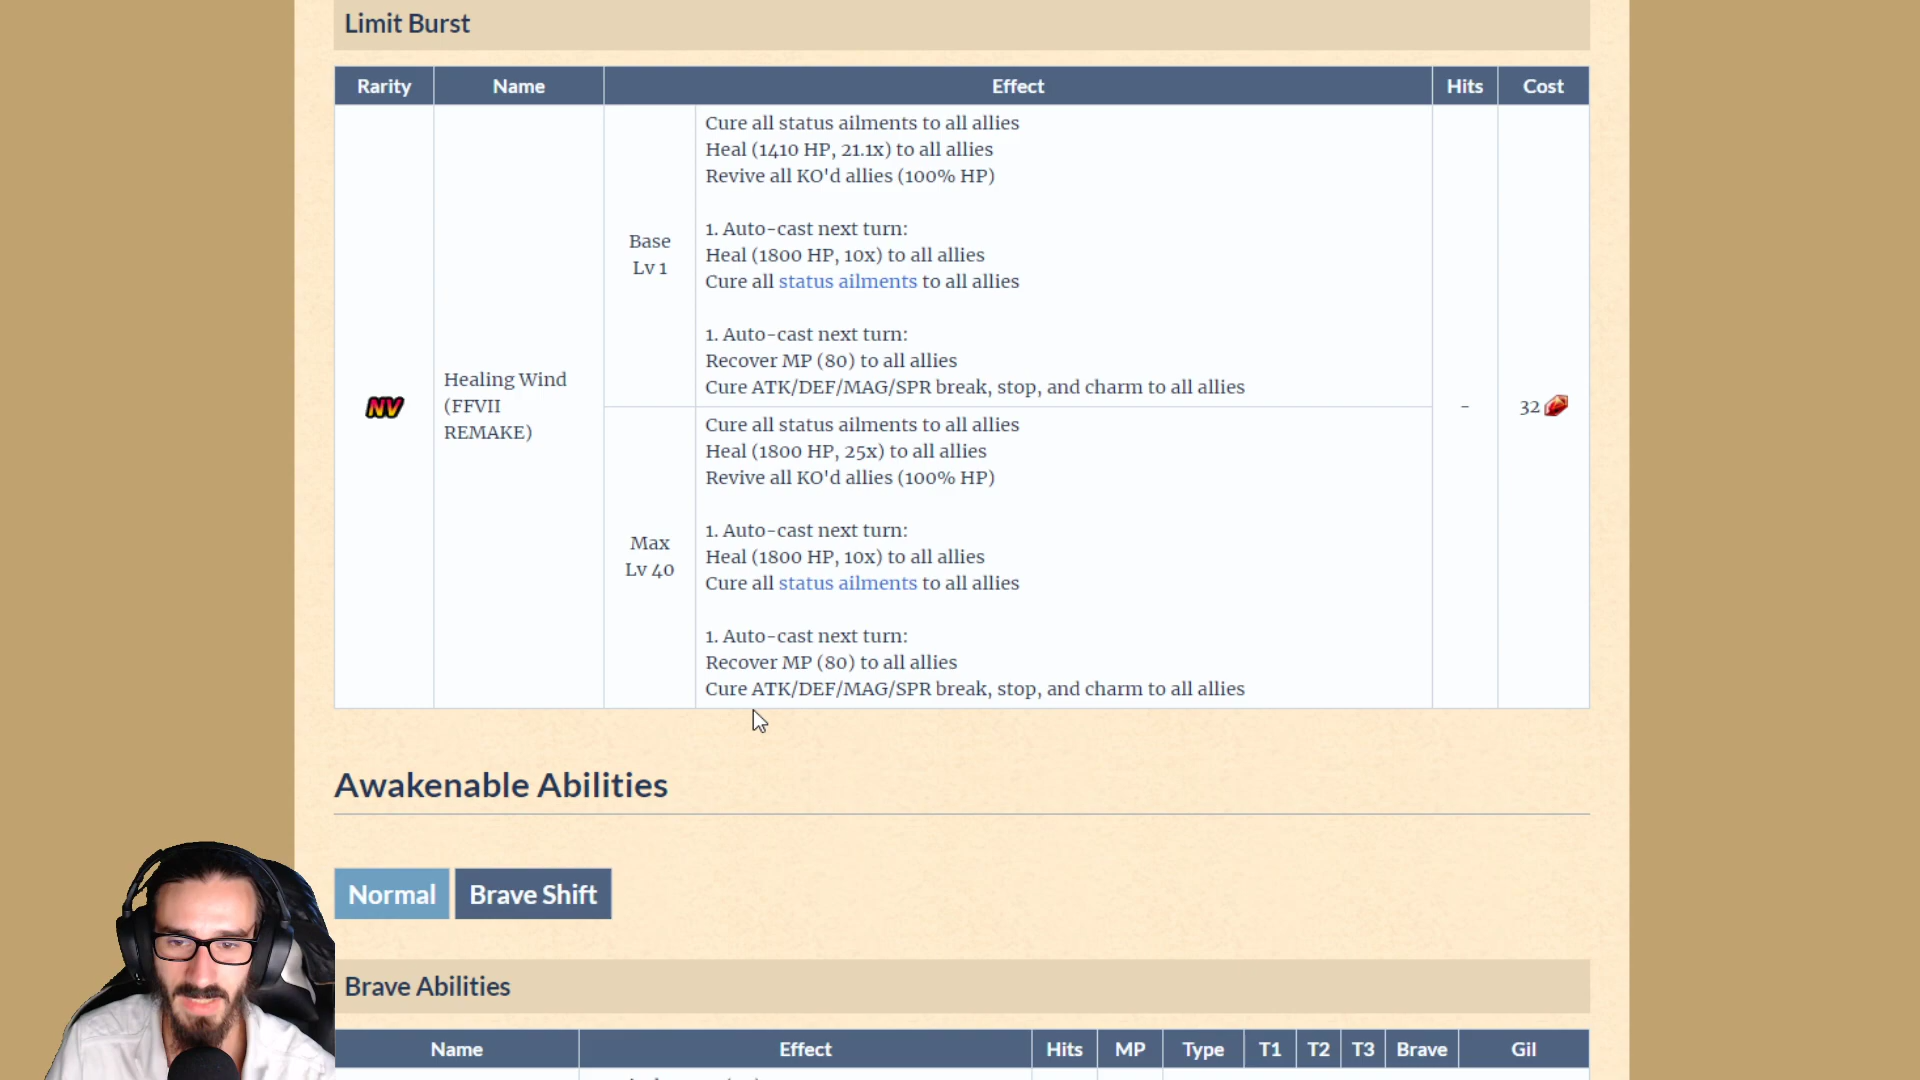 Limit Burst
Rarity Name Effect Hits Cost
Cure all status ailments to all allies
Heal (1410 HP, 21.1x) to all allies
Revive all KO'd allies (100% HP)
1. Auto-cast next turn:
Base
Heal (1800 HP, 10x) to all allies
Lv 1
Cure all status ailments to all allies
1. Auto-cast next turn:
Recover MP (80) to all allies
Cure ATK/DEF/MAG/SPR break, stop, and charm to all allies
Healing Wind
(FFVII
REMAKE)
NV
- 32
Cure all status ailments to all allies
Heal (1800 HP, 25x) to all allies
Revive all KO'd allies (100% HP)
1. Auto-cast next turn:
Max
Heal (1800 HP, 10x) to all allies
Lv 40
Cure all status ailments to all allies
1. Auto-cast next turn:
Recover MP (80) to all allies
Cure ATK/DEF/MAG/SPR break, stop, and charm to all allies
Awakenable Abilities
Normal Brave Shift
Brave Abilities
Name Effect Hits MP Type T1 T2 T3 Brave Gil